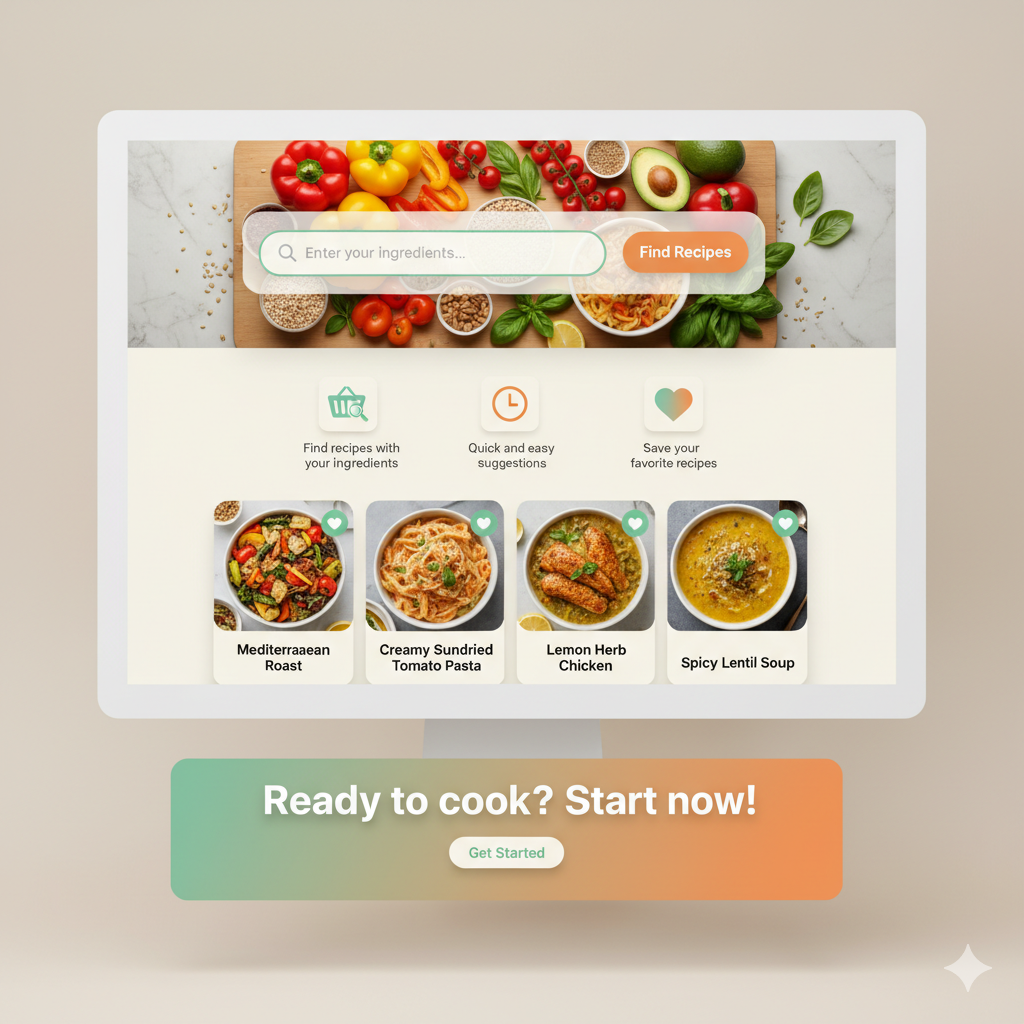 Enter your ingredients...
Find Recipes
Find recipes with
your ingredients
Quick and easy
suggestions
Save your
favorite recipes
Mediterraaean
Roast
Creamy Sundried
Tomato Pasta
Lemon Herb
Chicken
Spicy Lentil Soup
Ready to cook? Start now!
Get Started